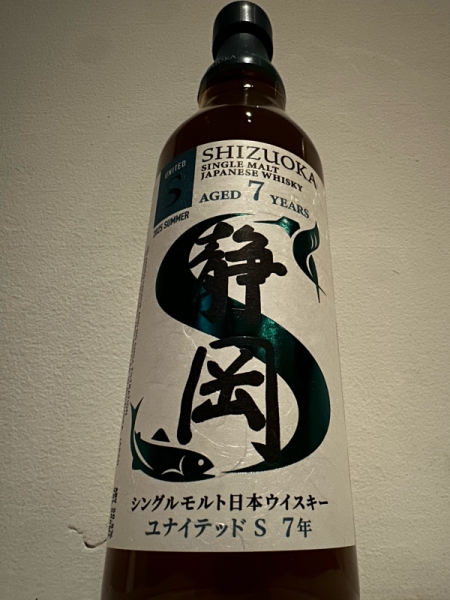 SHIZUOKA
SINGLE MALT
JAPANESE WHISKY
AGED 7 YEARS
UNITED
S
2025 SUMMER
静岡
シングルモルト日本ウイスキー
ユナイテッド S 7年